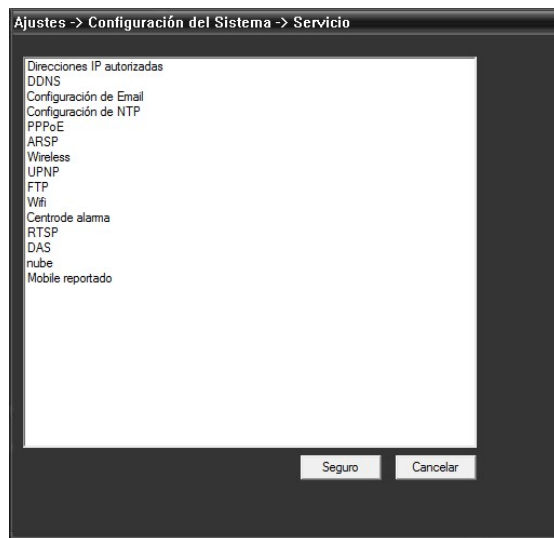 Ajustes -> Configuración del Sistema -> Servicio
Direcciones IP autorizadas
DDNS
Configuración de Email
Configuración de NTP
PPPoE
ARSP
Wireless
UPNP
FTP
Wifi
Centrode alarma
RTSP
DAS
nube
Mobile reportado
Seguro Cancelar